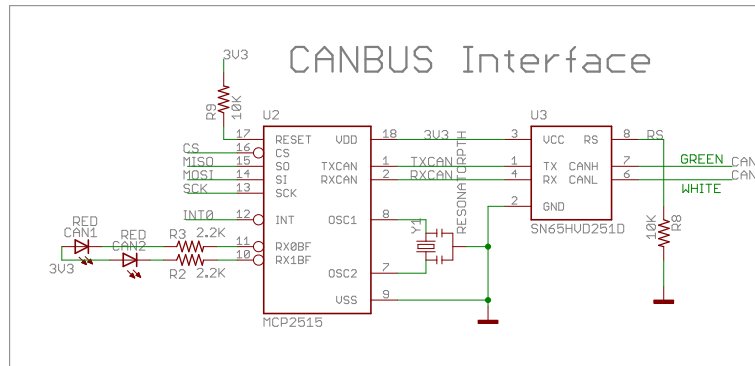 CANBUS Interface
3V3
R9
10K
U2
U3
17 RESET VDD 18 3V3 3 VCC RS 8 RS
CS 16 CS
MISO 15 SO TXCAN 1 TXCAN 1 TX CANH 7 GREEN CAN
MOSI 14 SI RXCAN 2 RXCAN 4 RX CANL 6 CAN
SCK 13 SCK
WHITE
2 GND
INT0 12 INT OSC1 8
Y1
RESONATORPTH
SN65HVD251D
10K
R8
RED
CAN1
RED
CAN2
R3 2.2K 11 RX0BF
R2 2.2K 10 RX1BF
3V3
OSC2 7
VSS 9
MCP2515